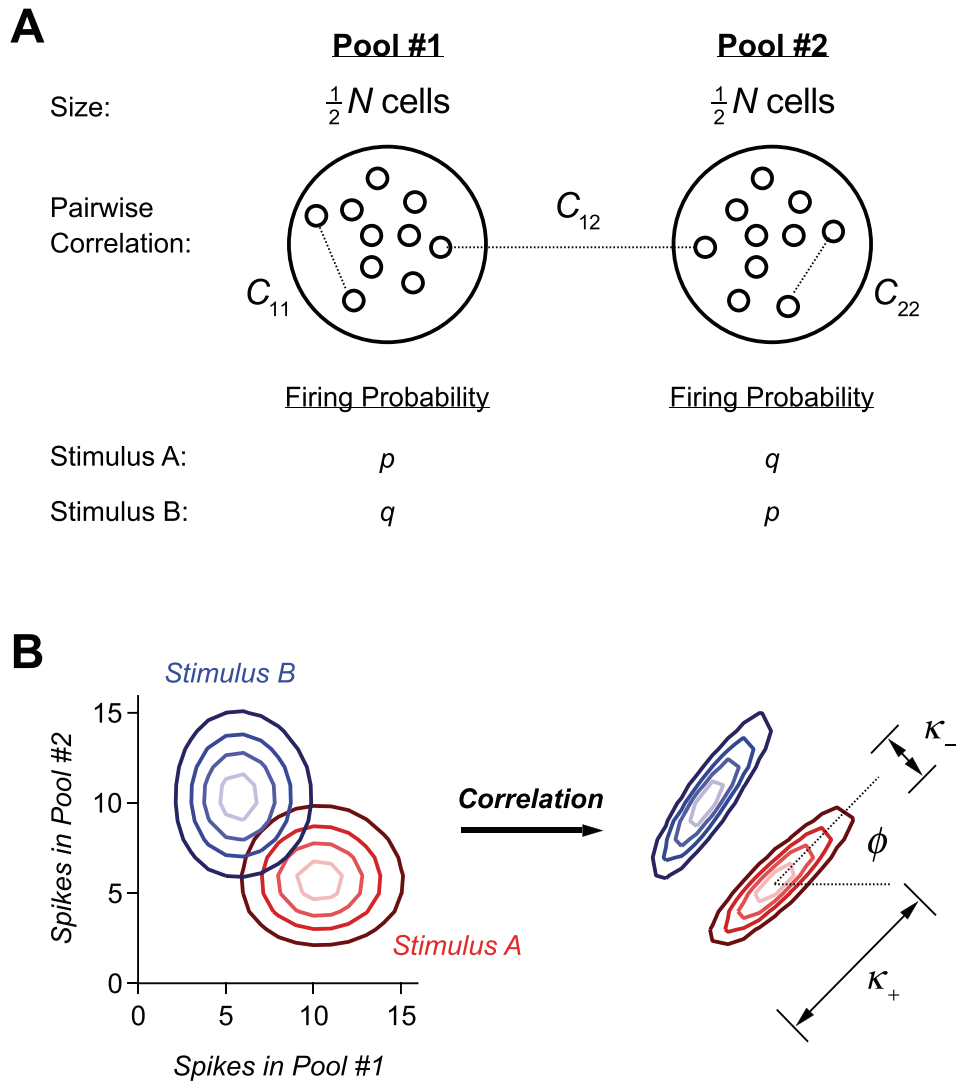 A
Pool #1 Pool #2
Size: ½ N cells ½ N cells
Pairwise
Correlation:
C₁₂
C₁₁ C₂₂
Firing Probability Firing Probability
Stimulus A: p q
Stimulus B: q p
B
Stimulus B
Spikes in Pool #2
15
10
5
0
0 5 10 15
Spikes in Pool #1
Stimulus A
Correlation
κ₋
ϕ
κ₊